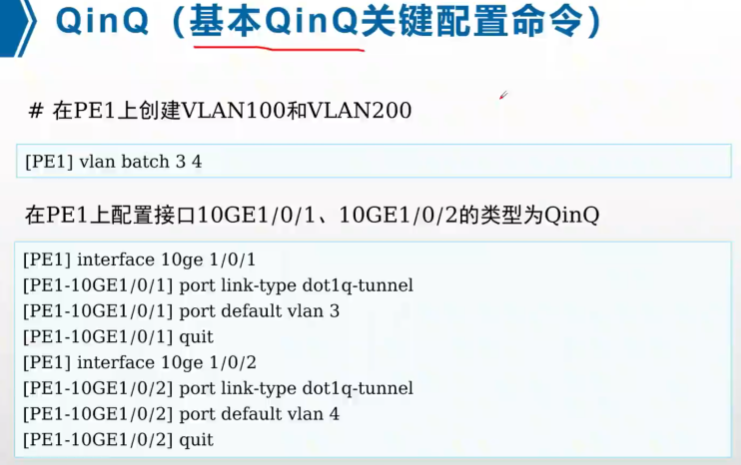 QinQ（基本QinQ关键配置命令）
# 在PE1上创建VLAN100和VLAN200
[PE1] vlan batch 3 4
在PE1上配置接口10GE1/0/1、10GE1/0/2的类型为QinQ
[PE1] interface 10ge 1/0/1
[PE1-10GE1/0/1] port link-type dot1q-tunnel
[PE1-10GE1/0/1] port default vlan 3
[PE1-10GE1/0/1] quit
[PE1] interface 10ge 1/0/2
[PE1-10GE1/0/2] port link-type dot1q-tunnel
[PE1-10GE1/0/2] port default vlan 4
[PE1-10GE1/0/2] quit